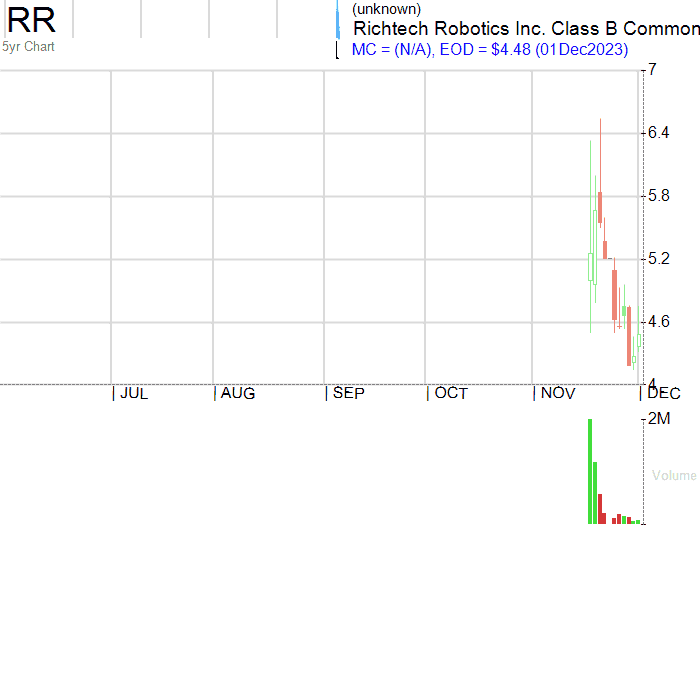 RR
5yr Chart
(unknown)
Richtech Robotics Inc. Class B Common
MC = (N/A), EOD = $4.48 (01Dec2023)
7
6.4
5.8
5.2
4.6
4
JUL AUG SEP OCT NOV DEC
2M
Volume